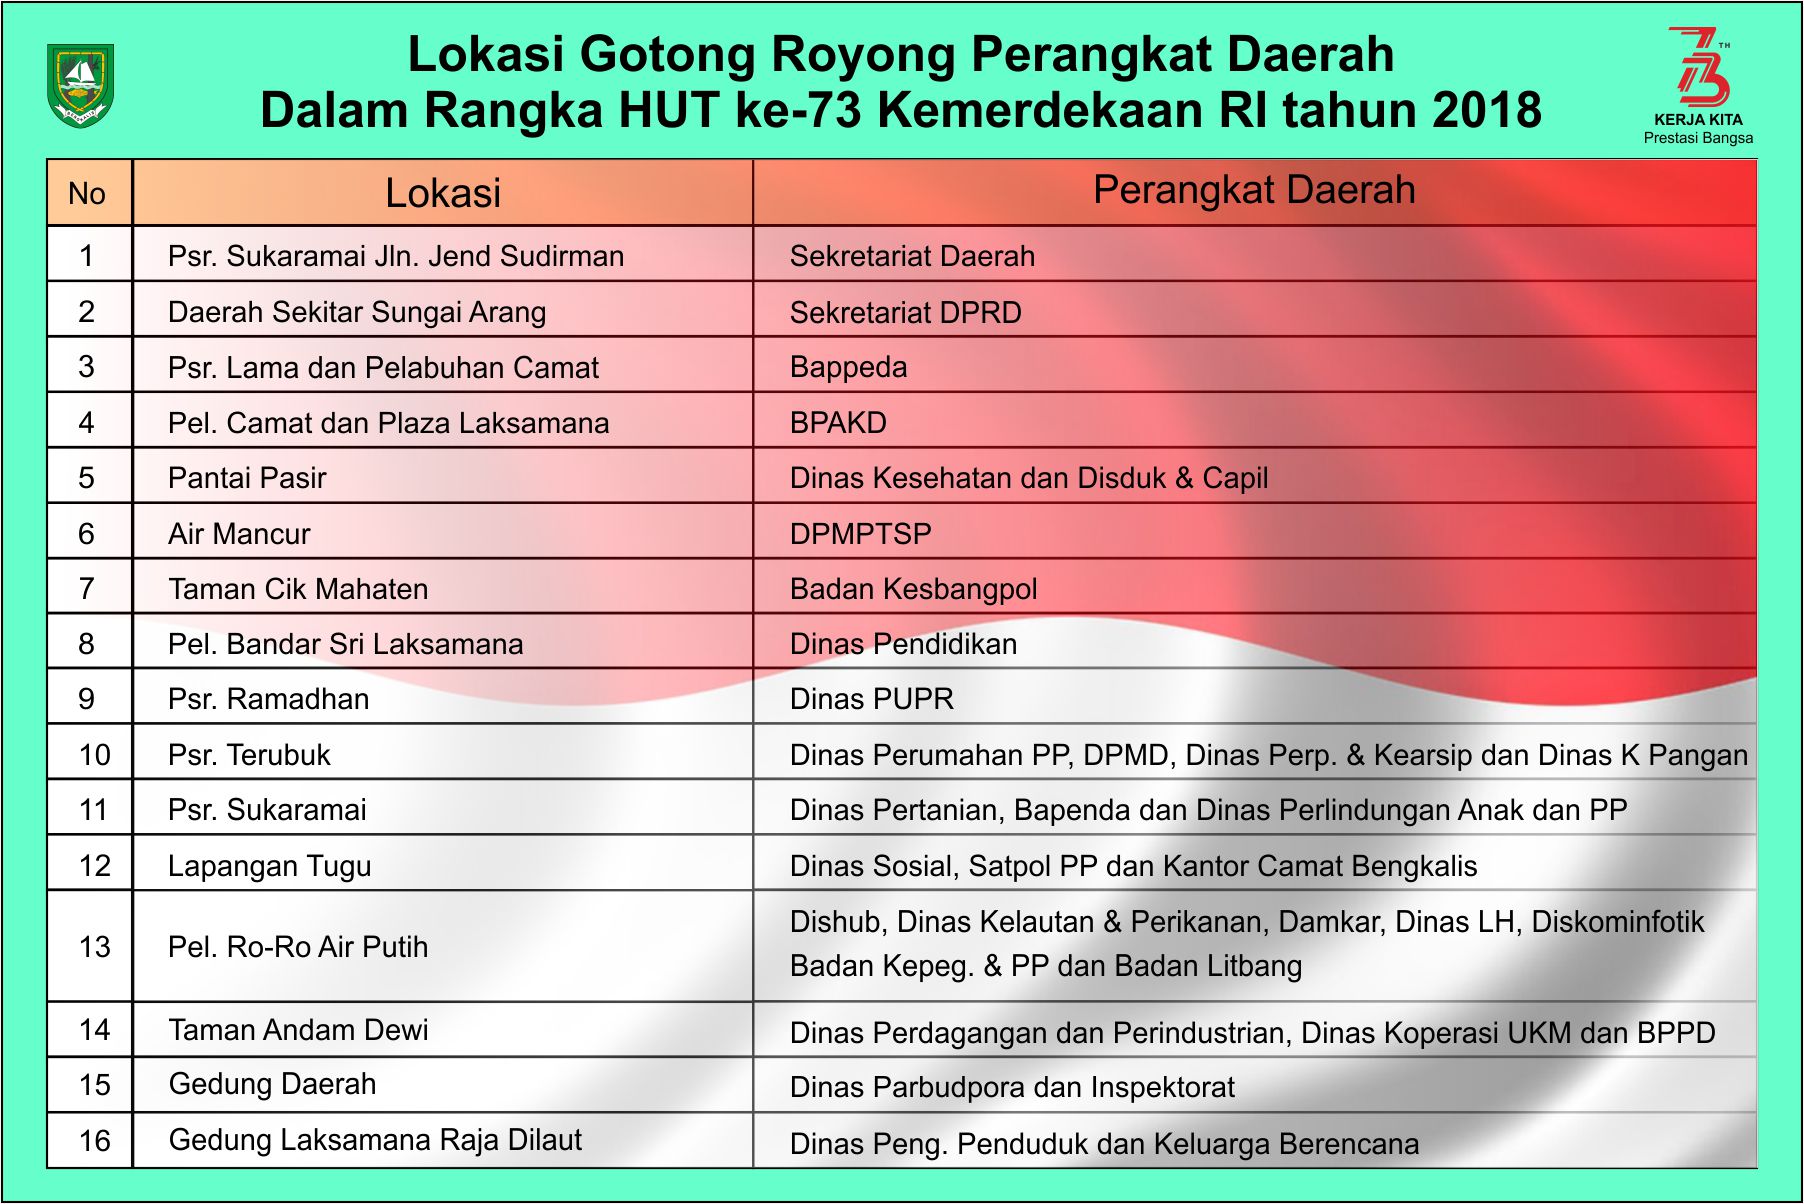 Lokasi Gotong Royong Perangkat Daerah
Dalam Rangka HUT ke-73 Kemerdekaan RI tahun 2018
BENGKALIS
73 TH
KERJA KITA
Prestasi Bangsa
No Lokasi Perangkat Daerah
1 Psr. Sukaramai Jln. Jend Sudirman Sekretariat Daerah
2 Daerah Sekitar Sungai Arang Sekretariat DPRD
3 Psr. Lama dan Pelabuhan Camat Bappeda
4 Pel. Camat dan Plaza Laksamana BPAKD
5 Pantai Pasir Dinas Kesehatan dan Disduk & Capil
6 Air Mancur DPMPTSP
7 Taman Cik Mahaten Badan Kesbangpol
8 Pel. Bandar Sri Laksamana Dinas Pendidikan
9 Psr. Ramadhan Dinas PUPR
10 Psr. Terubuk Dinas Perumahan PP, DPMD, Dinas Perp. & Kearsip dan Dinas K Pangan
11 Psr. Sukaramai Dinas Pertanian, Bapenda dan Dinas Perlindungan Anak dan PP
12 Lapangan Tugu Dinas Sosial, Satpol PP dan Kantor Camat Bengkalis
13 Pel. Ro-Ro Air Putih Dishub, Dinas Kelautan & Perikanan, Damkar, Dinas LH, Diskominfotik
Badan Kepeg. & PP dan Badan Litbang
14 Taman Andam Dewi Dinas Perdagangan dan Perindustrian, Dinas Koperasi UKM dan BPPD
15 Gedung Daerah Dinas Parbudpora dan Inspektorat
16 Gedung Laksamana Raja Dilaut Dinas Peng. Penduduk dan Keluarga Berencana